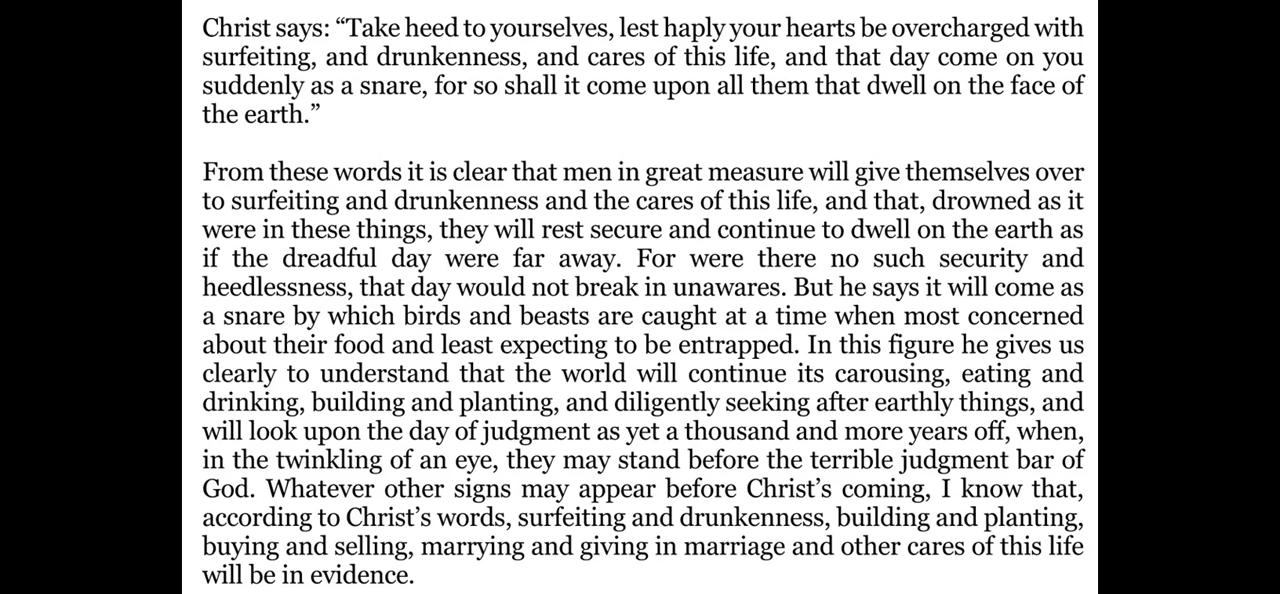 Christ says: “Take heed to yourselves, lest haply your hearts be overcharged with
surfeiting, and drunkenness, and cares of this life, and that day come on you
suddenly as a snare, for so shall it come upon all them that dwell on the face of
the earth.”
From these words it is clear that men in great measure will give themselves over
to surfeiting and drunkenness and the cares of this life, and that, drowned as it
were in these things, they will rest secure and continue to dwell on the earth as
if the dreadful day were far away. For were there no such security and
heedlessness, that day would not break in unawares. But he says it will come as
a snare by which birds and beasts are caught at a time when most concerned
about their food and least expecting to be entrapped. In this figure he gives us
clearly to understand that the world will continue its carousing, eating and
drinking, building and planting, and diligently seeking after earthly things, and
will look upon the day of judgment as yet a thousand and more years off, when,
in the twinkling of an eye, they may stand before the terrible judgment bar of
God. Whatever other signs may appear before Christ’s coming, I know that,
according to Christ’s words, surfeiting and drunkenness, building and planting,
buying and selling, marrying and giving in marriage and other cares of this life
will be in evidence.